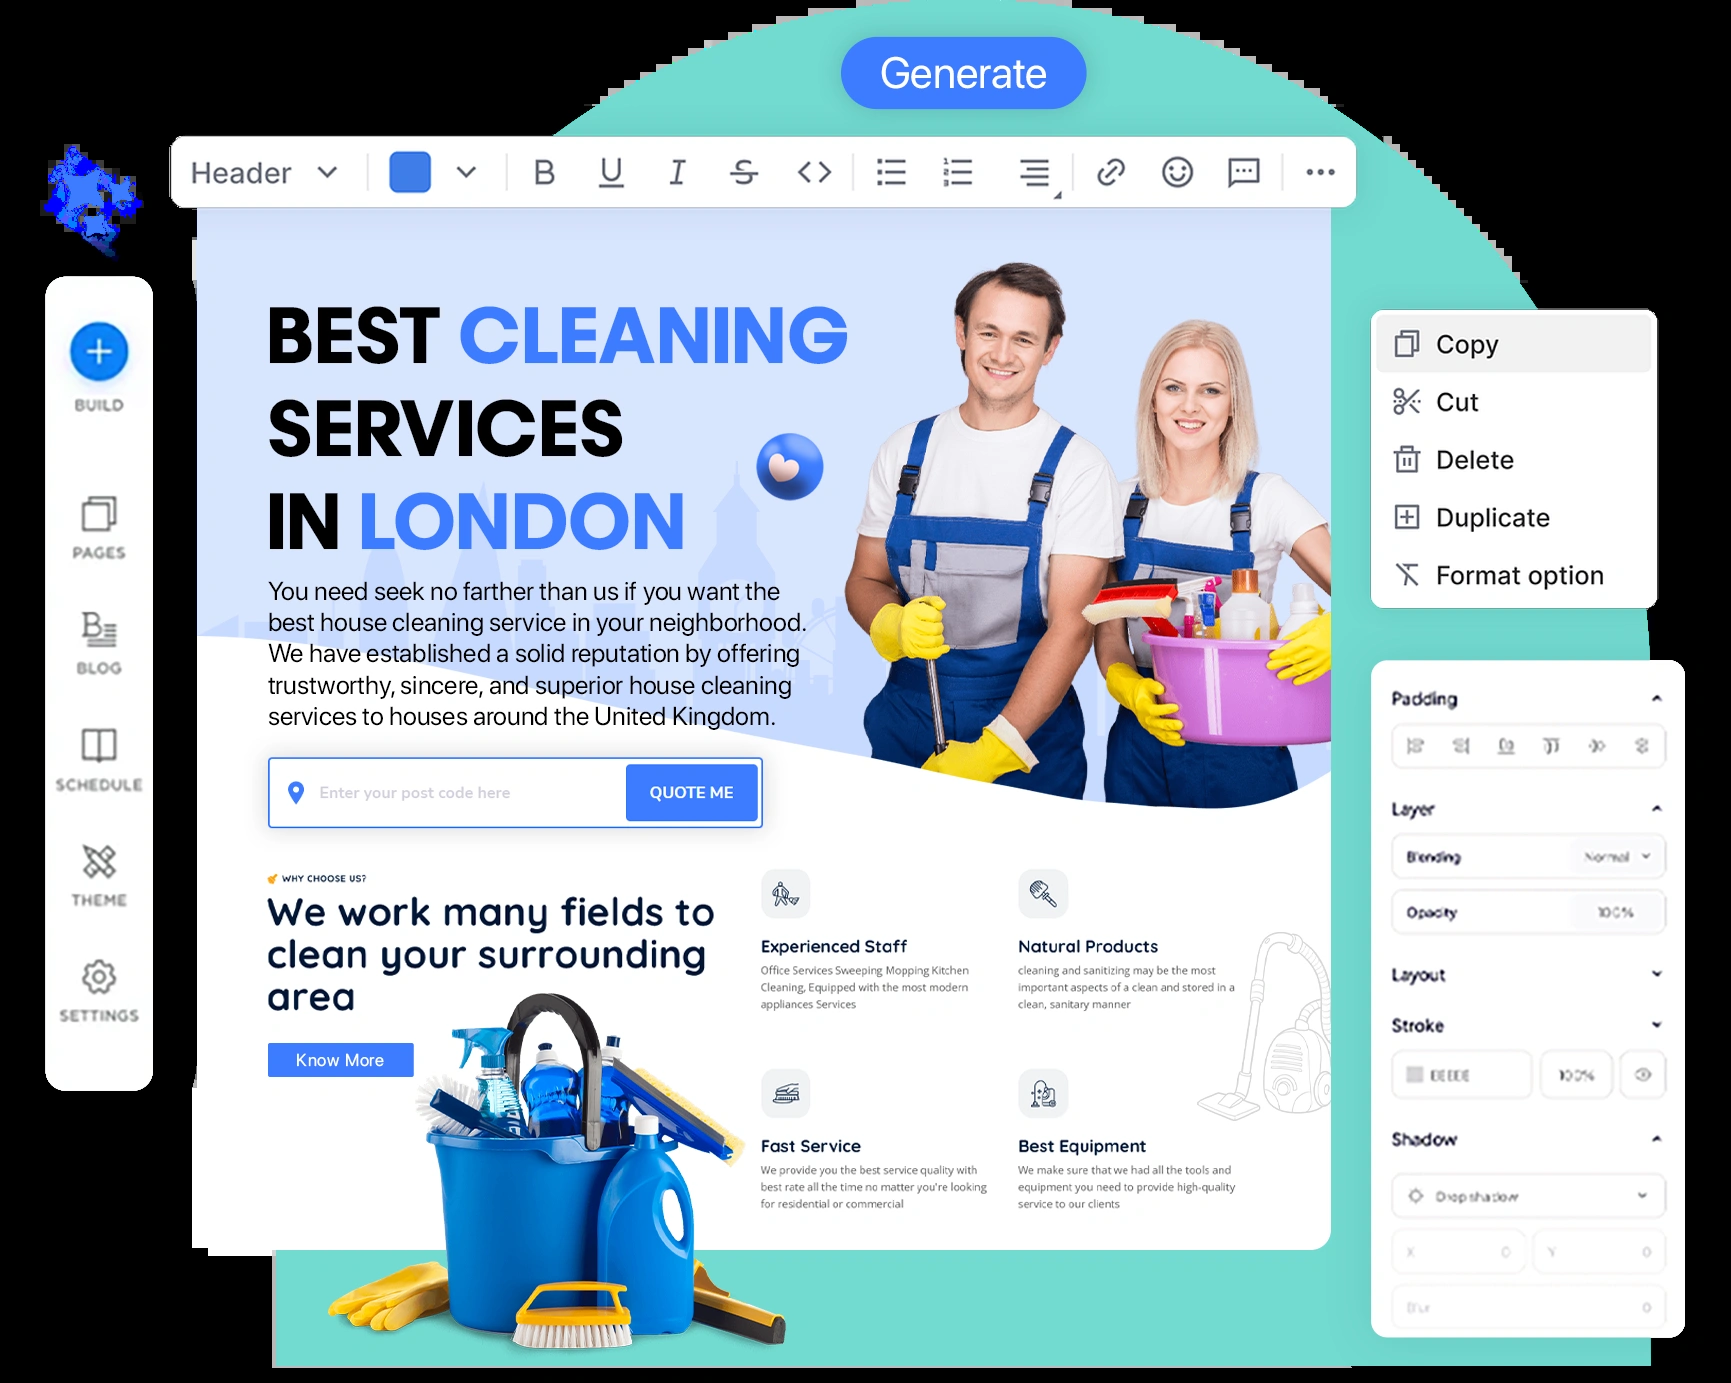 Generate
Header
BUILD
PAGES
BLOG
SCHEDULE
THEME
SETTINGS
BEST CLEANING
SERVICES
IN LONDON
You need seek no farther than us if you want the
best house cleaning service in your neighborhood.
We have established a solid reputation by offering
trustworthy, sincere, and superior house cleaning
services to houses around the United Kingdom.
Enter your post code here
QUOTE ME
WHY CHOOSE US?
We work many fields to
clean your surrounding
area
Know More
Experienced Staff
Office Services Sweeping Mopping Kitchen
Cleaning, Equipped with the most modern
appliances Services
Natural Products
cleaning and sanitizing may be the most
important aspects of a clean and stored in a
clean, sanitary manner
Fast Service
We provide you the best service quality with
best rate all the time no matter you're looking
for residential or commercial
Best Equipment
We make sure that we had all the tools and
equipment you need to provide high-quality
service to our clients
Copy
Cut
Delete
Duplicate
Format option
Padding
Layer
Blending Normal
Opacity 100%
Layout
Stroke
100%
Shadow
Drop shadow
X 0 Y 0
Blur 0